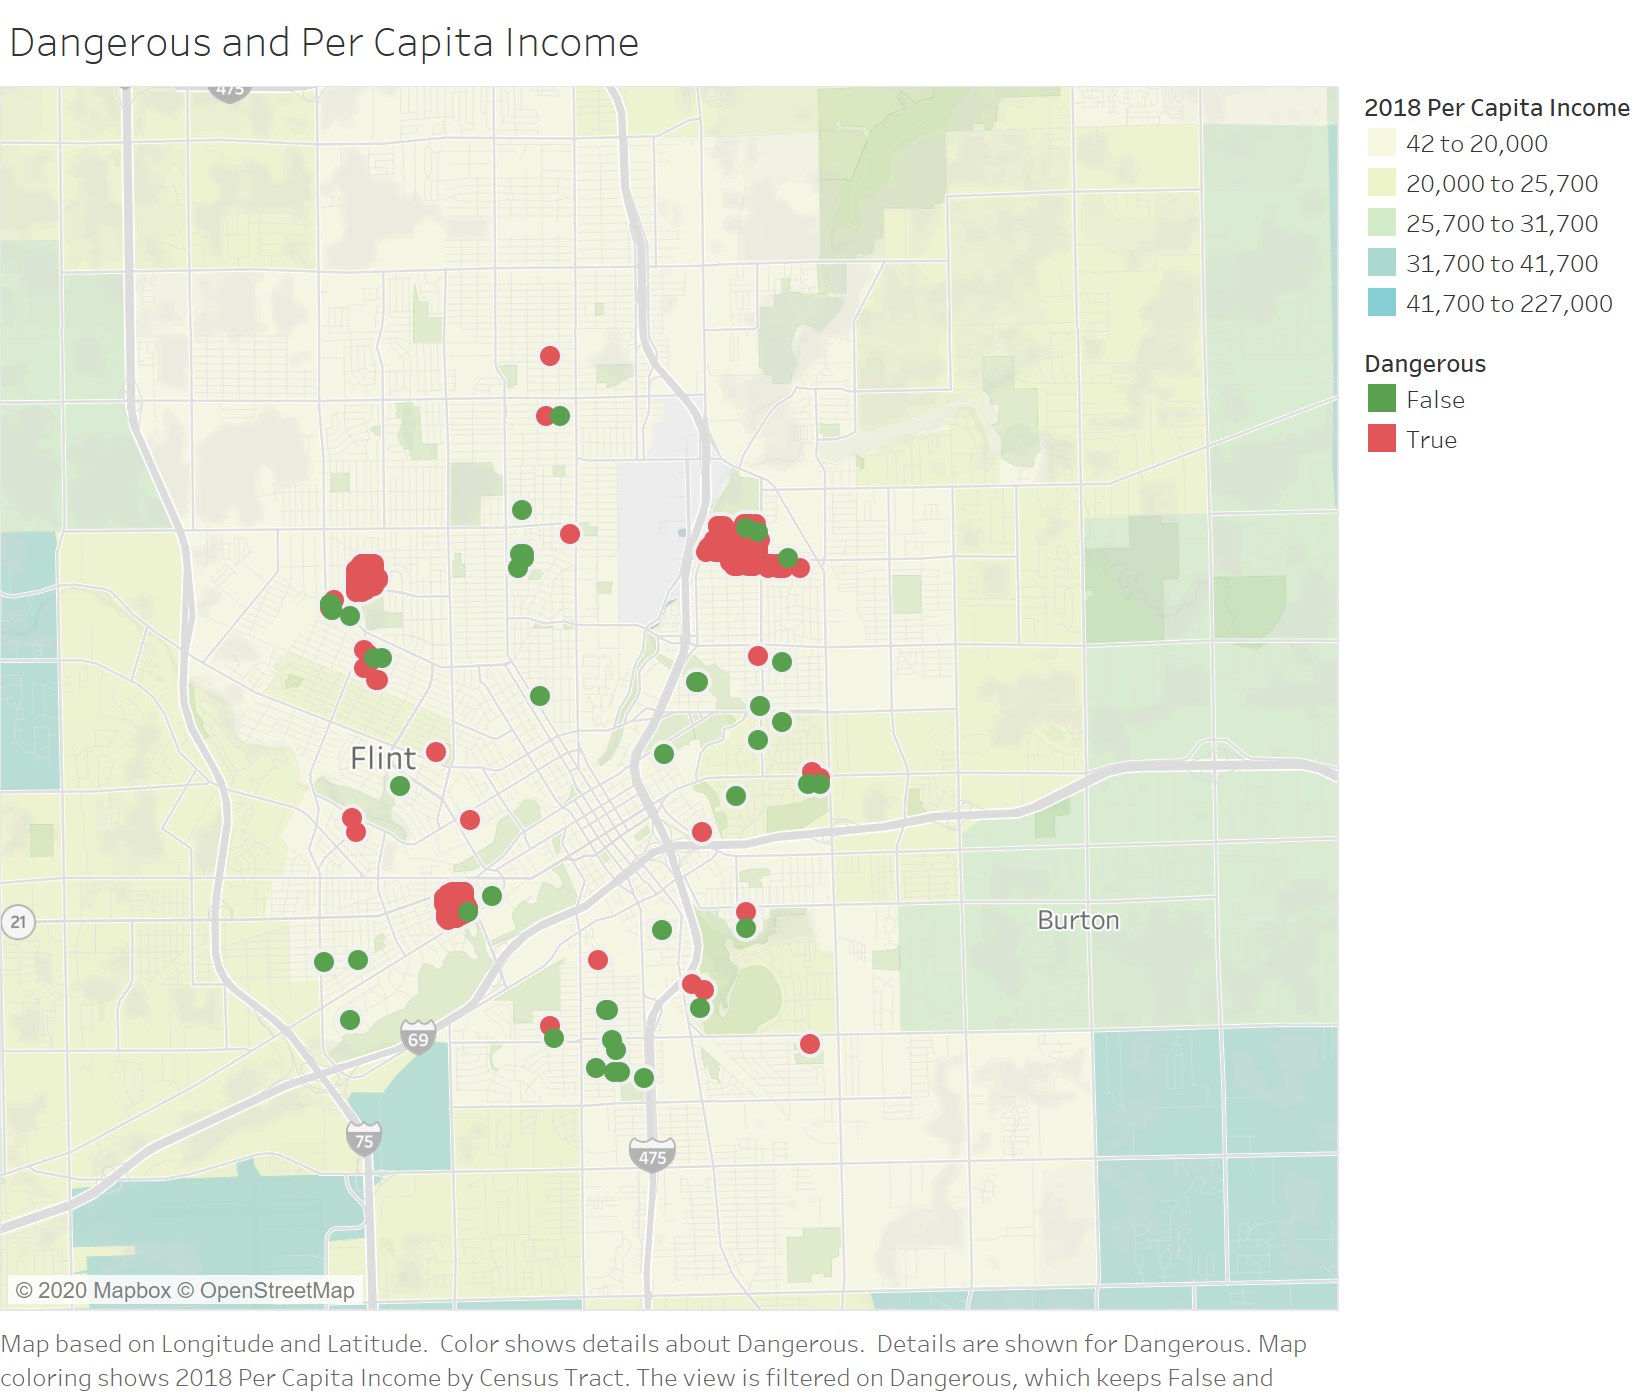 Dangerous and Per Capita Income
475
2018 Per Capita Income
42 to 20,000
20,000 to 25,700
25,700 to 31,700
31,700 to 41,700
41,700 to 227,000
Dangerous
False
True
Flint
21
Burton
69
75
475
© 2020 Mapbox © OpenStreetMap
Map based on Longitude and Latitude.  Color shows details about Dangerous.  Details are shown for Dangerous. Map
coloring shows 2018 Per Capita Income by Census Tract. The view is filtered on Dangerous, which keeps False and